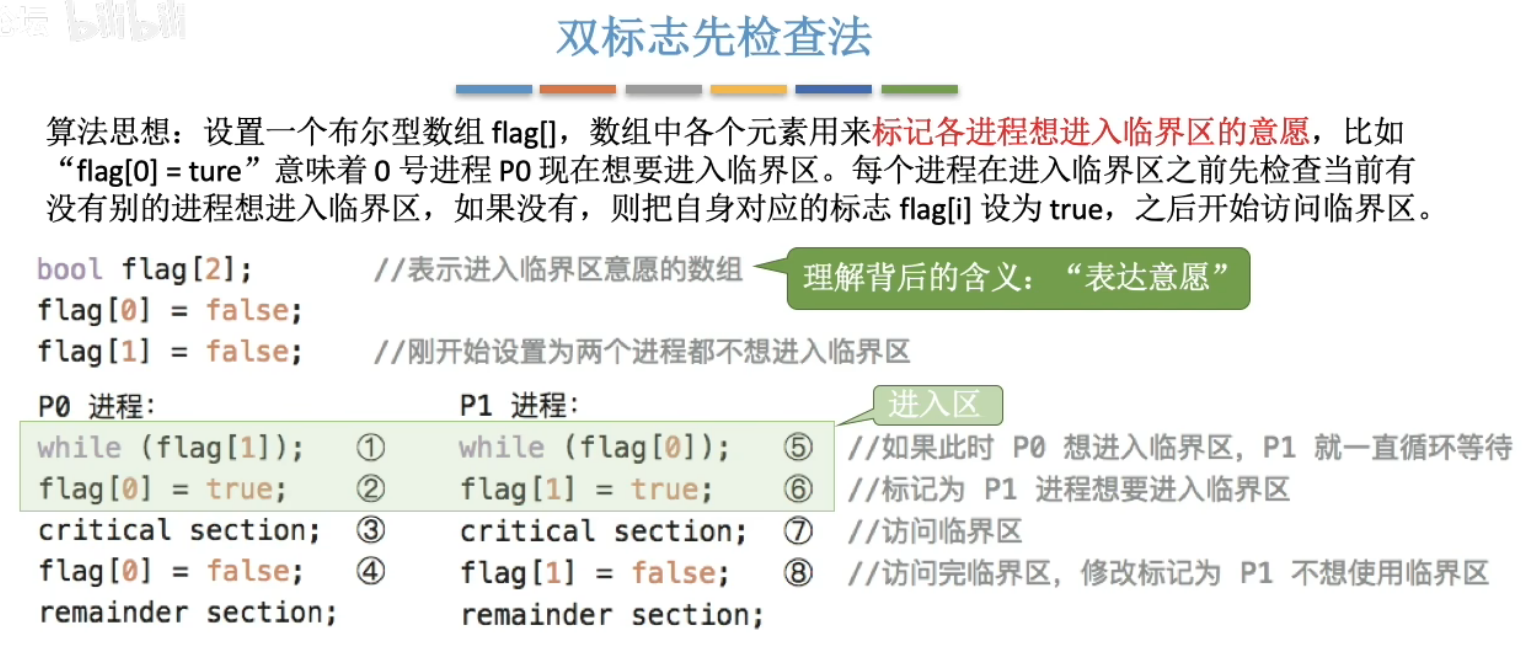 论坛 bilibili
双标志先检查法
算法思想：设置一个布尔型数组 flag[]，数组中各个元素用来标记各进程想进入临界区的意愿，比如
“flag[0] = ture”意味着 0 号进程 P0 现在想要进入临界区。每个进程在进入临界区之前先检查当前有
没有别的进程想进入临界区，如果没有，则把自身对应的标志 flag[i] 设为 true，之后开始访问临界区。
bool flag[2]; //表示进入临界区意愿的数组 理解背后的含义：“表达意愿”
flag[0] = false;
flag[1] = false; //刚开始设置为两个进程都不想进入临界区
P0 进程： P1 进程： 进入区
while (flag[1]); ① while (flag[0]); ⑤ //如果此时 P0 想进入临界区，P1 就一直循环等待
flag[0] = true; ② flag[1] = true; ⑥ //标记为 P1 进程想要进入临界区
critical section; ③ critical section; ⑦ //访问临界区
flag[0] = false; ④ flag[1] = false; ⑧ //访问完临界区，修改标记为 P1 不想使用临界区
remainder section; remainder section;